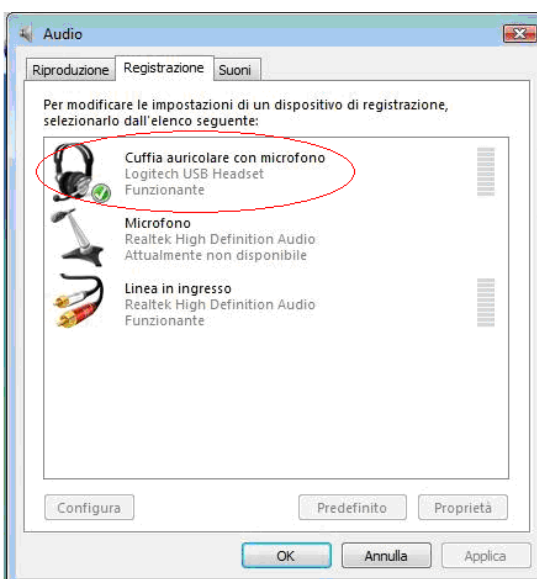 Audio
Riproduzione Registrazione Suoni
Per modificare le impostazioni di un dispositivo di registrazione,
selezionarlo dall'elenco seguente:
Cuffia auricolare con microfono
Logitech USB Headset
Funzionante
Microfono
Realtek High Definition Audio
Attualmente non disponibile
Linea in ingresso
Realtek High Definition Audio
Funzionante
Configura Predefinito Proprietà
OK Annulla Applica